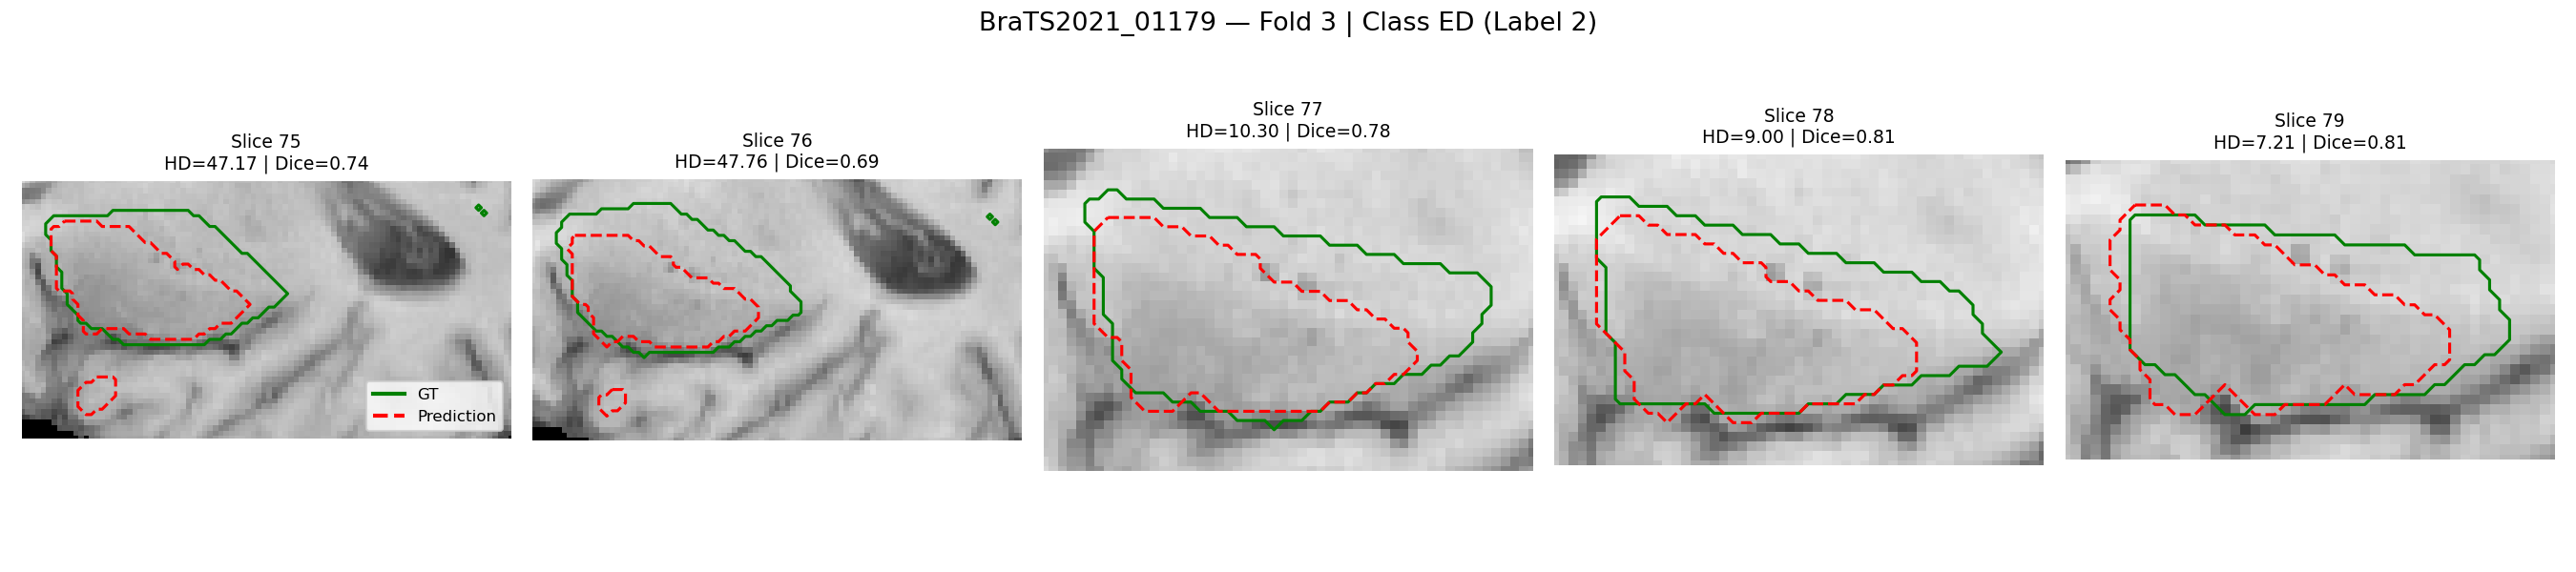 BraTS2021_01179 — Fold 3 | Class ED (Label 2)
Slice 75
HD=47.17 | Dice=0.74
GT
Prediction
Slice 76
HD=47.76 | Dice=0.69
Slice 77
HD=10.30 | Dice=0.78
Slice 78
HD=9.00 | Dice=0.81
Slice 79
HD=7.21 | Dice=0.81